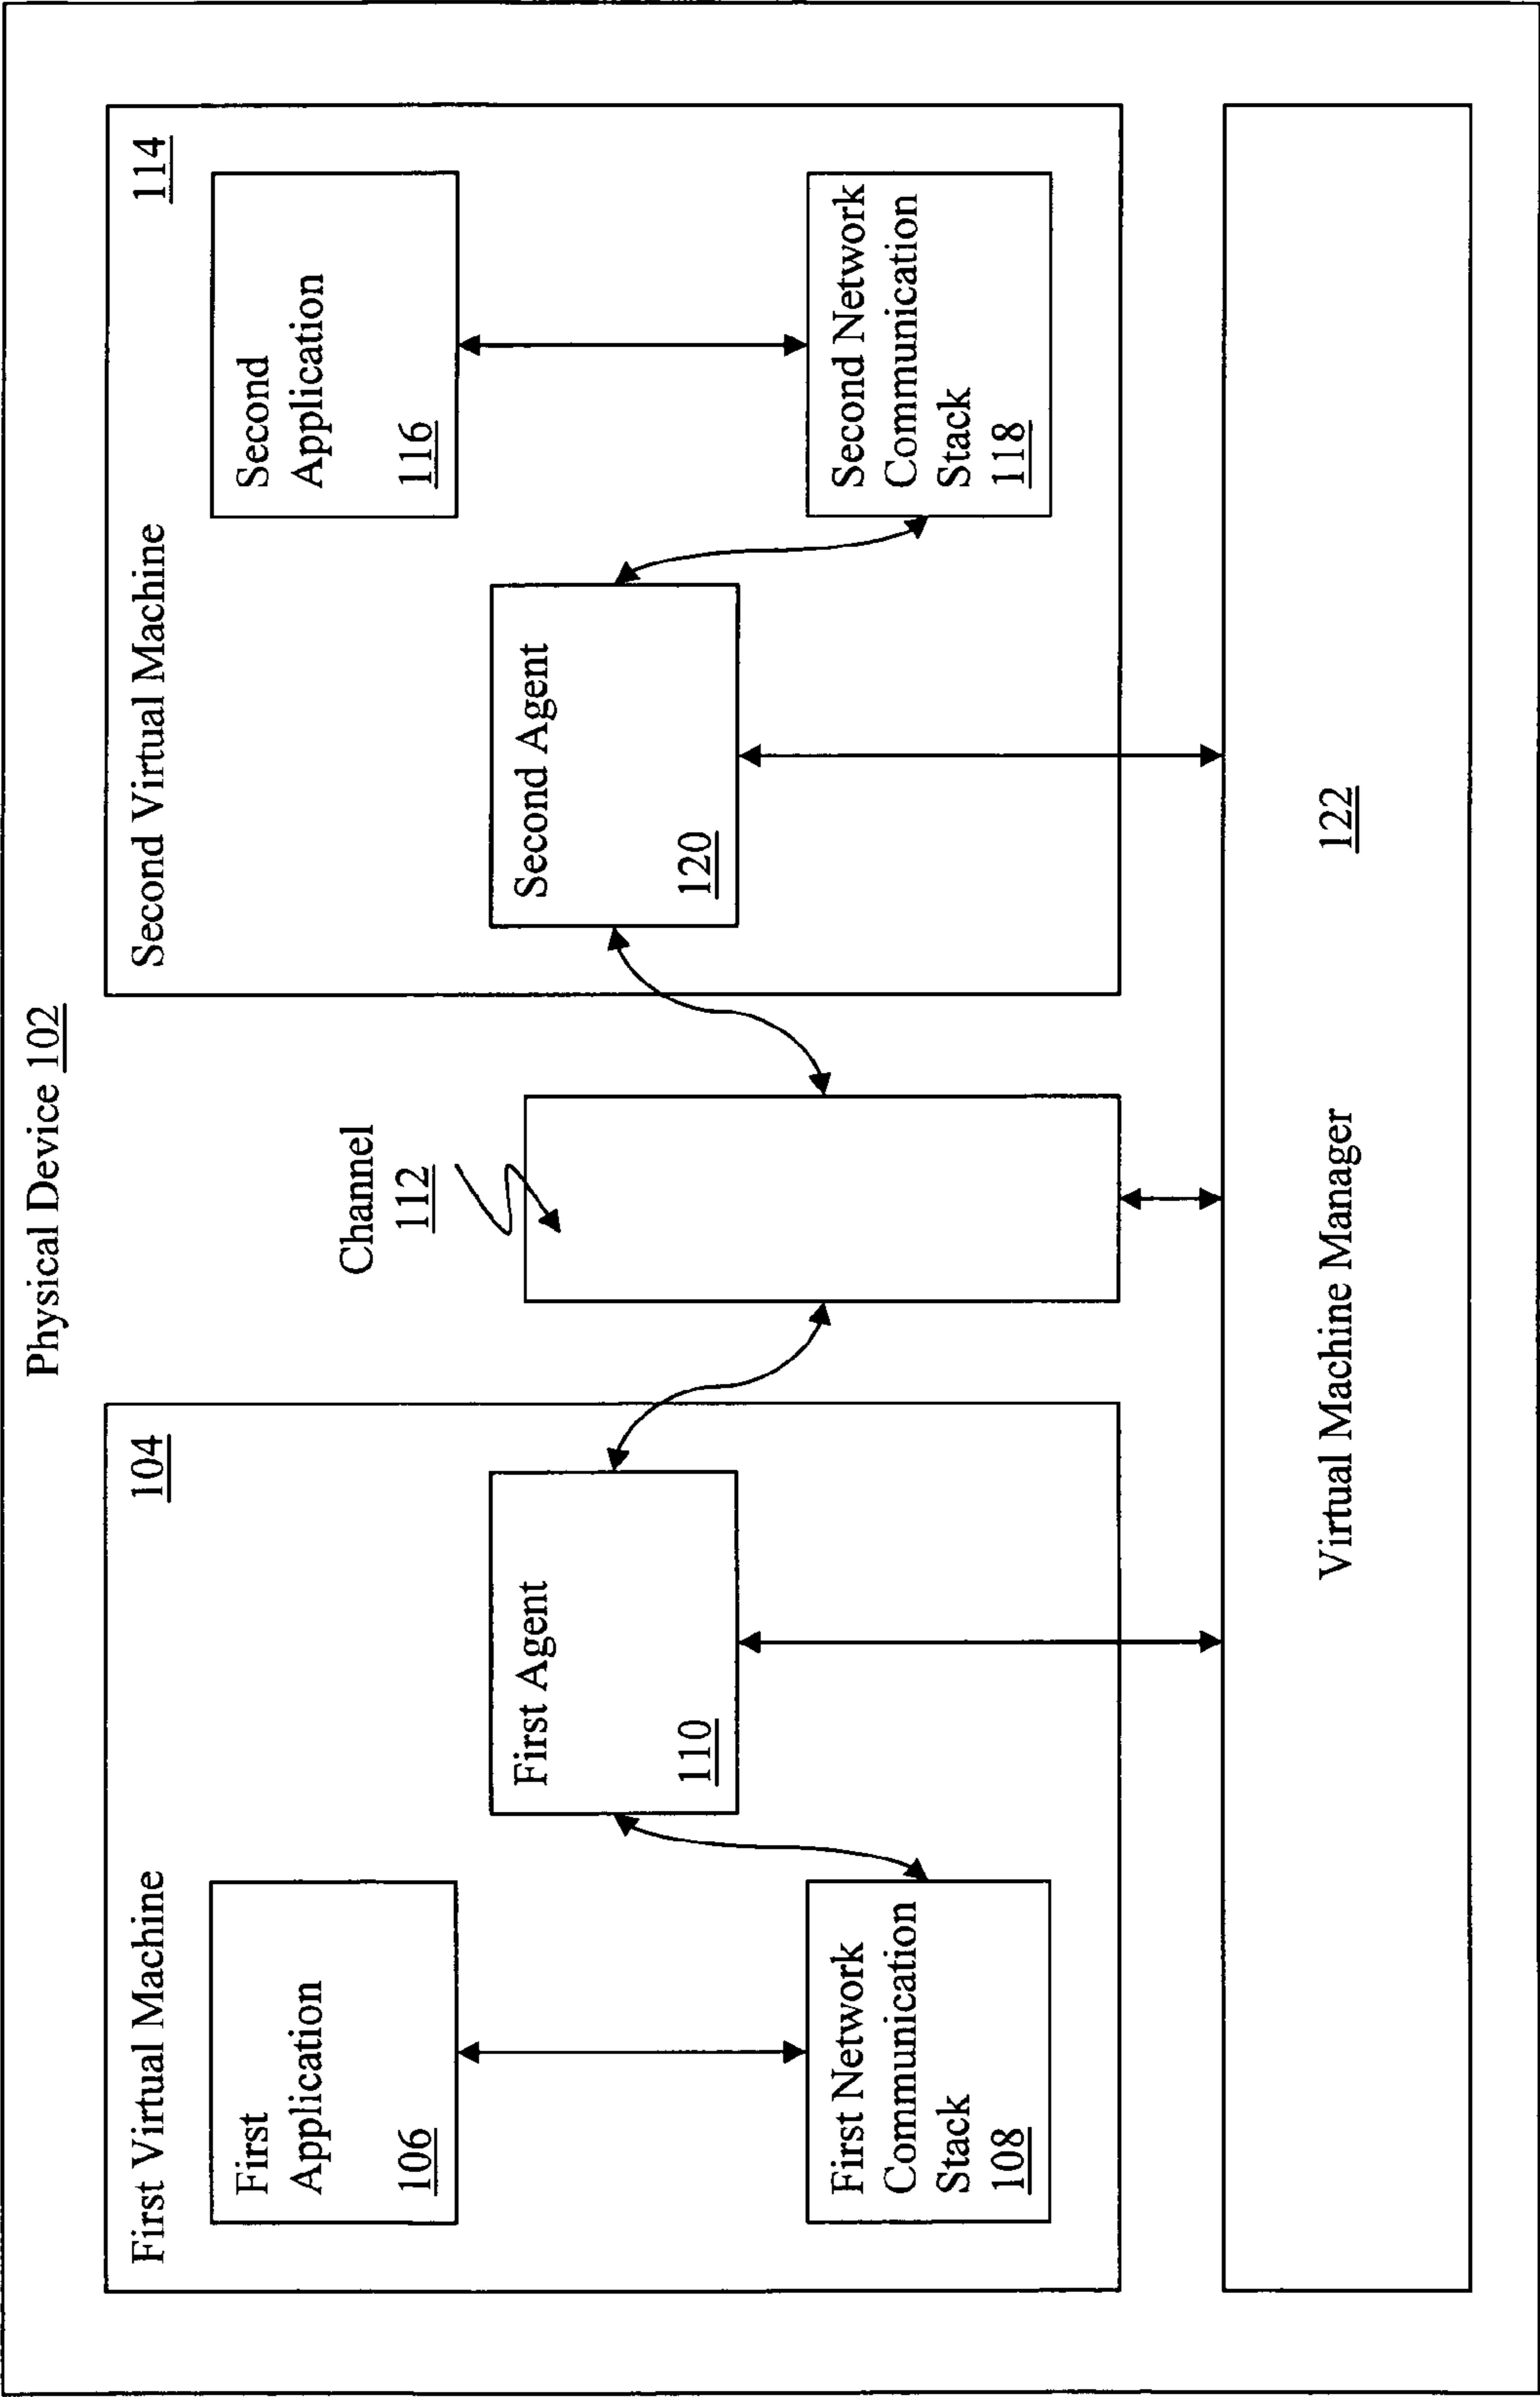 Physical Device 102
First Virtual Machine
104
First
Application
106
First Network
Communication
Stack
108
First Agent
110
Channel
112
Second Virtual Machine
114
Second
Application
116
Second Network
Communication
Stack
118
Second Agent
120
Virtual Machine Manager
122